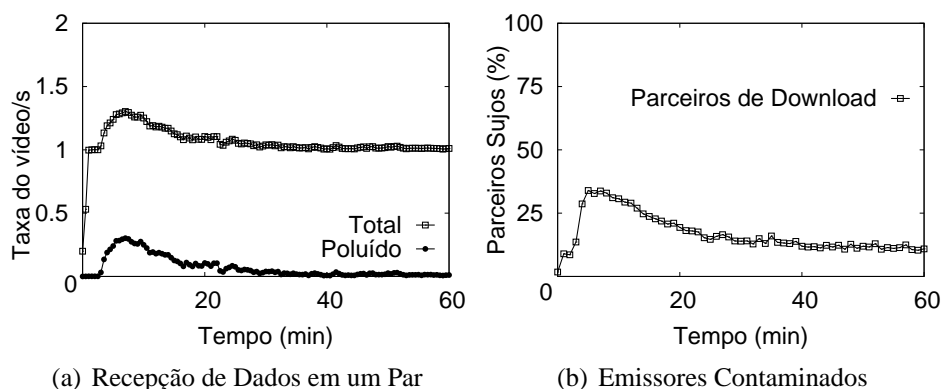 Taxa do vídeo/s
2
1.5
1
0.5
0
Total
Poluído
20
40
60
Tempo (min)
(a) Recepção de Dados em um Par
Parceiros Sujos (%)
100
75
50
25
0
Parceiros de Download
0
20
40
60
Tempo (min)
(b) Emissores Contaminados